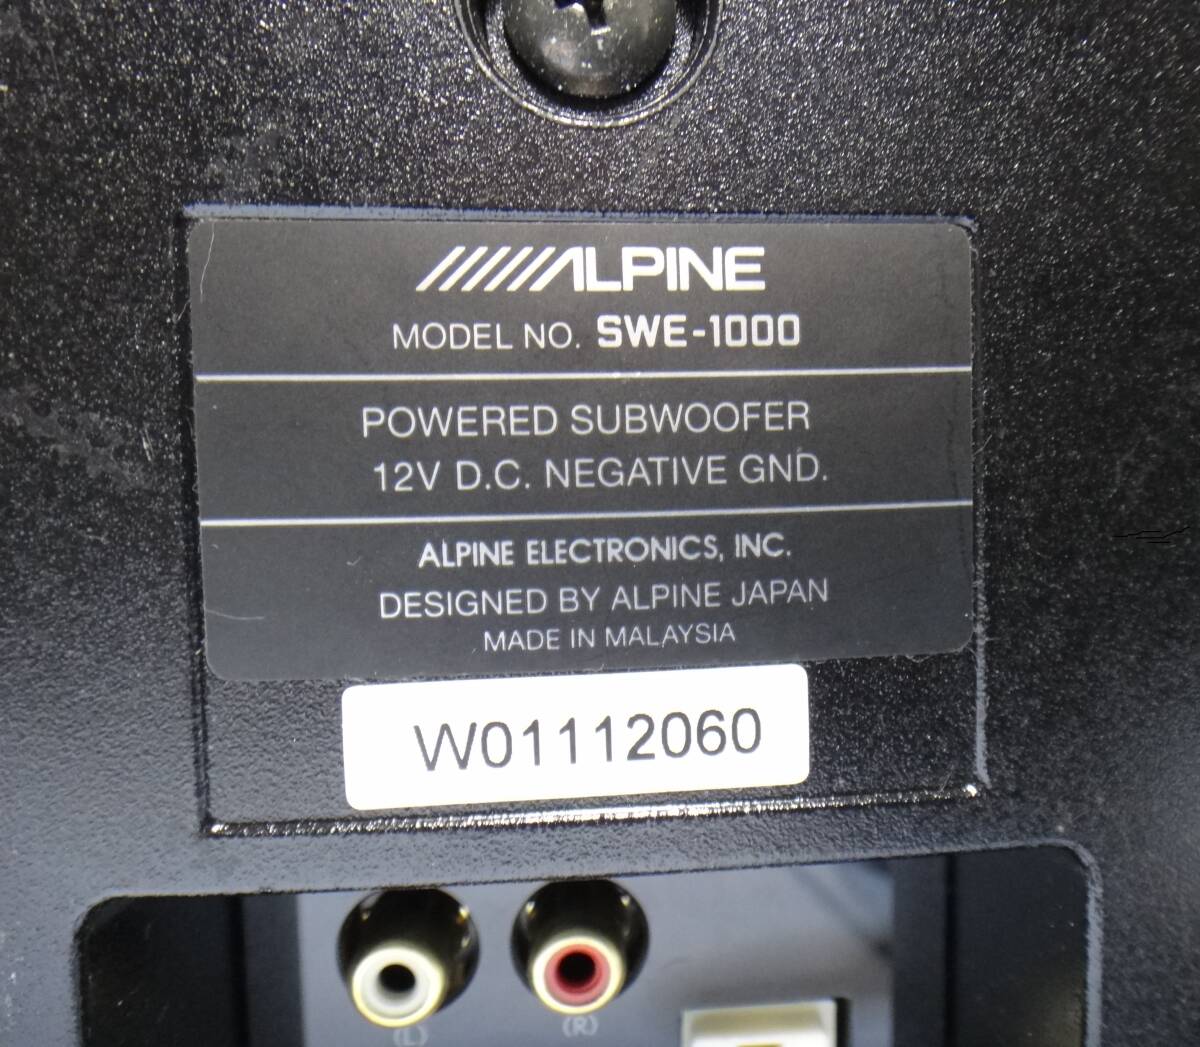 ALPINE
MODEL NO. SWE-1000
POWERED SUBWOOFER
12V D.C. NEGATIVE GND.
ALPINE ELECTRONICS, INC.
DESIGNED BY ALPINE JAPAN
MADE IN MALAYSIA
W01112060
(L) (R)